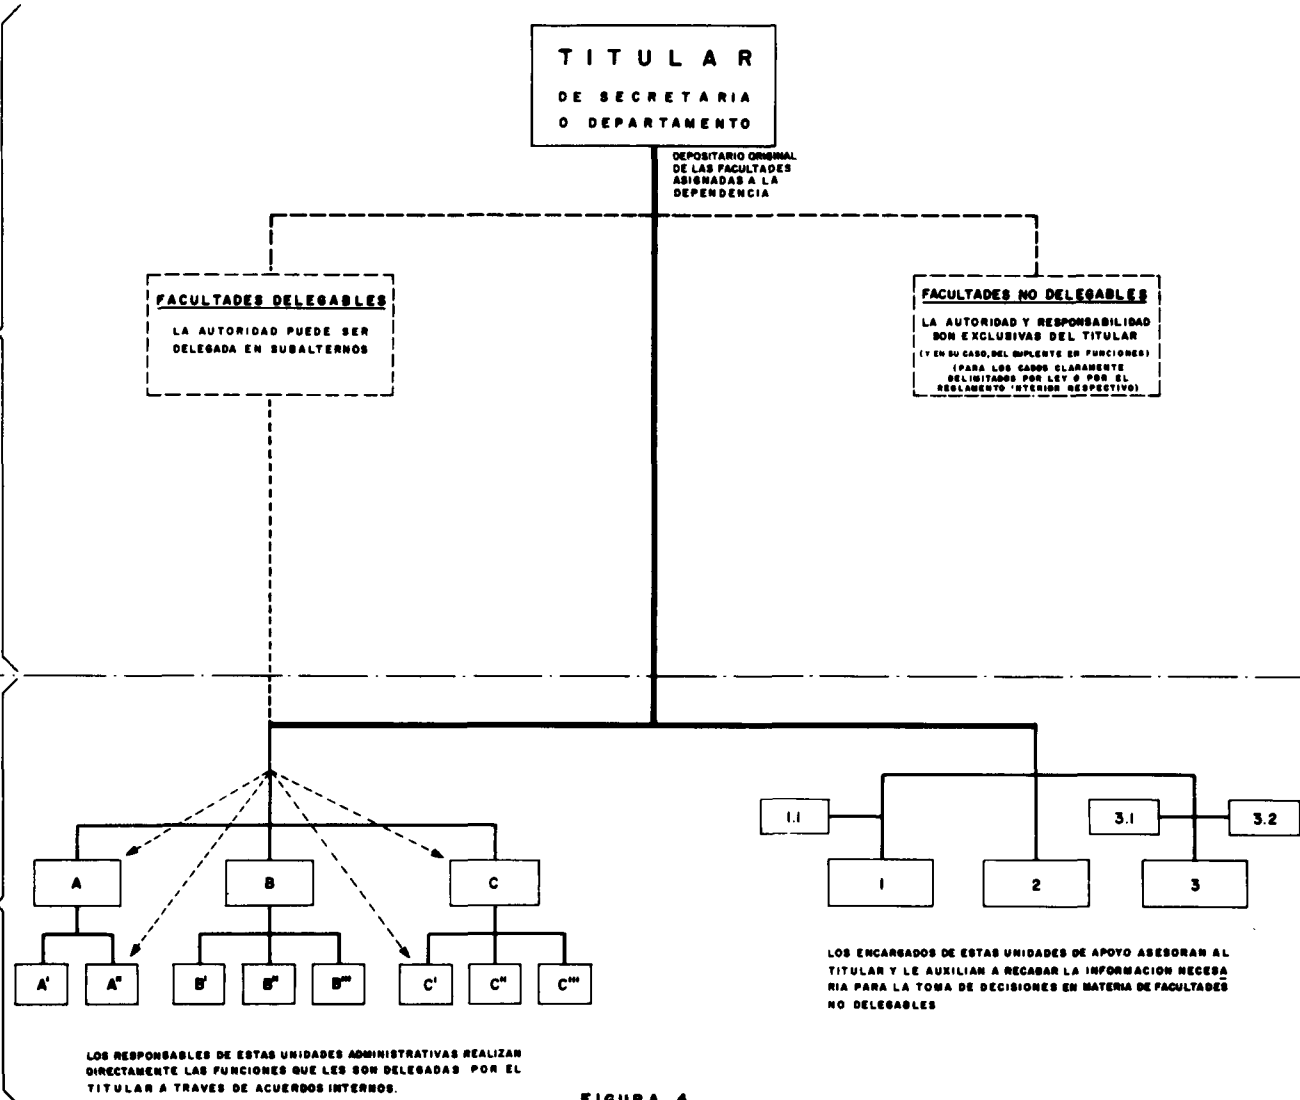 TITULAR
DE SECRETARIA
O DEPARTAMENTO
DEPOSITARIO ORIGINAL
DE LAS FACULTADES
ASIGNADAS A LA
DEPENDENCIA
FACULTADES DELEGABLES
LA AUTORIDAD PUEDE SER
DELEGADA EN SUBALTERNOS
FACULTADES NO DELEGABLES
LA AUTORIDAD Y RESPONSABILIDAD
SON EXCLUSIVAS DEL TITULAR
(Y EN SU CASO, DEL SUPLENTE EN FUNCIONES)
(PARA LOS CASOS CLARAMENTE
DELIMITADOS POR LEY O POR EL
REGLAMENTO INTERIOR RESPECTIVO)
1.1
3.1
3.2
A
B
C
1
2
3
A'
A"
B'
B"
B'"
C'
C"
C'"
LOS ENCARGADOS DE ESTAS UNIDADES DE APOYO ASESORAN AL
TITULAR Y LE AUXILIAN A RECABAR LA INFORMACION NECESA
RIA PARA LA TOMA DE DECISIONES EN MATERIA DE FACULTADES
NO DELEGABLES
LOS RESPONSABLES DE ESTAS UNIDADES ADMINISTRATIVAS REALIZAN
DIRECTAMENTE LAS FUNCIONES QUE LES SON DELEGADAS POR EL
TITULAR A TRAVES DE ACUERDOS INTERNOS.
FIGURA 4